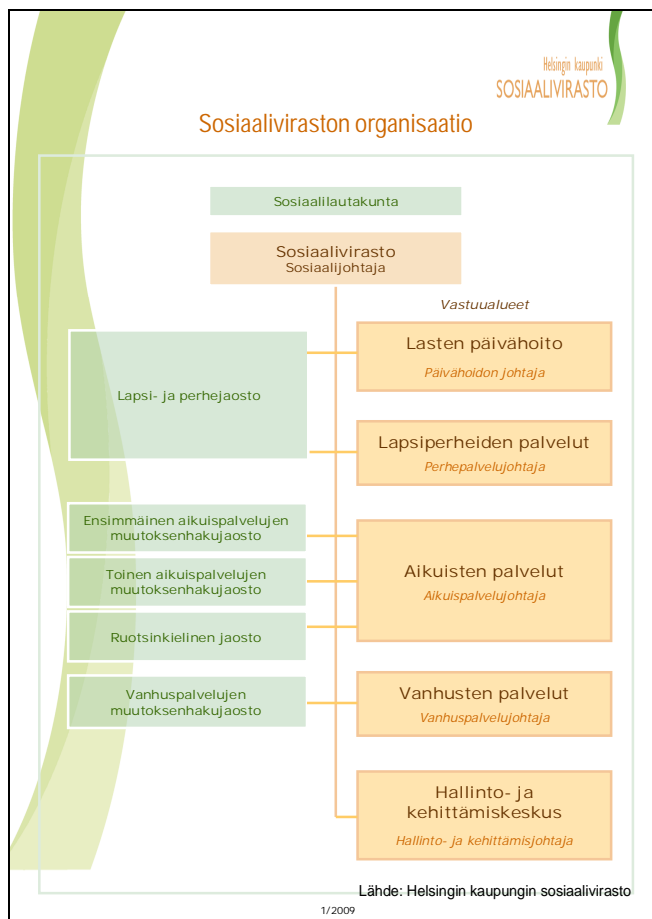 Helsingin kaupunki
SOSIAALIVIRASTO
Sosiaaliviraston organisaatio
Sosiaalilautakunta
Sosiaalivirasto
Sosiaalijohtaja
Vastuualueet
Lapsi- ja perhejaosto
Lasten päivähoito
Päivähoidon johtaja
Lapsiperheiden palvelut
Perhepalvelujohtaja
Ensimmäinen aikuispalvelujen
muutoksenhakujaosto
Toinen aikuispalvelujen
muutoksenhakujaosto
Ruotsinkielinen jaosto
Aikuisten palvelut
Aikuispalvelujohtaja
Vanhuspalvelujen
muutoksenhakujaosto
Vanhusten palvelut
Vanhuspalvelujohtaja
Hallinto- ja
kehittämiskeskus
Hallinto- ja kehittämisjohtaja
Lähde: Helsingin kaupungin sosiaalivirasto
1/2009